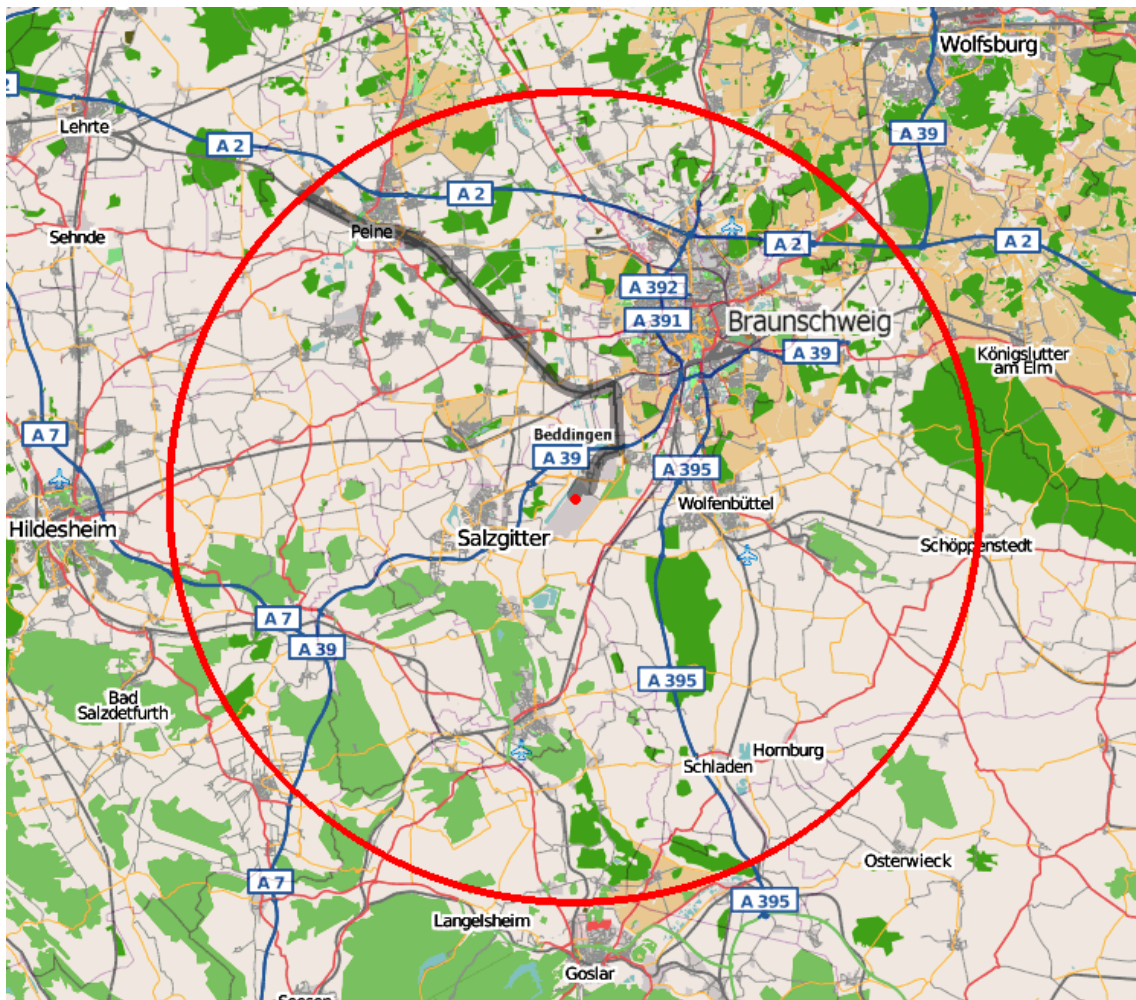 Wolfsburg
A 39
Lehrte
A 2
A 2
Sehnde
Peine
A 2
A 2
A 392
A 391
Braunschweig
A 39
Königslutter
am Elm
A 7
Beddingen
A 39
A 395
Wolfenbüttel
Hildesheim
Salzgitter
Schöppenstedt
A 7
A 39
A 395
Bad
Salzdetfurth
Hornburg
Schladen
Osterwieck
A 7
A 395
Langelsheim
Goslar